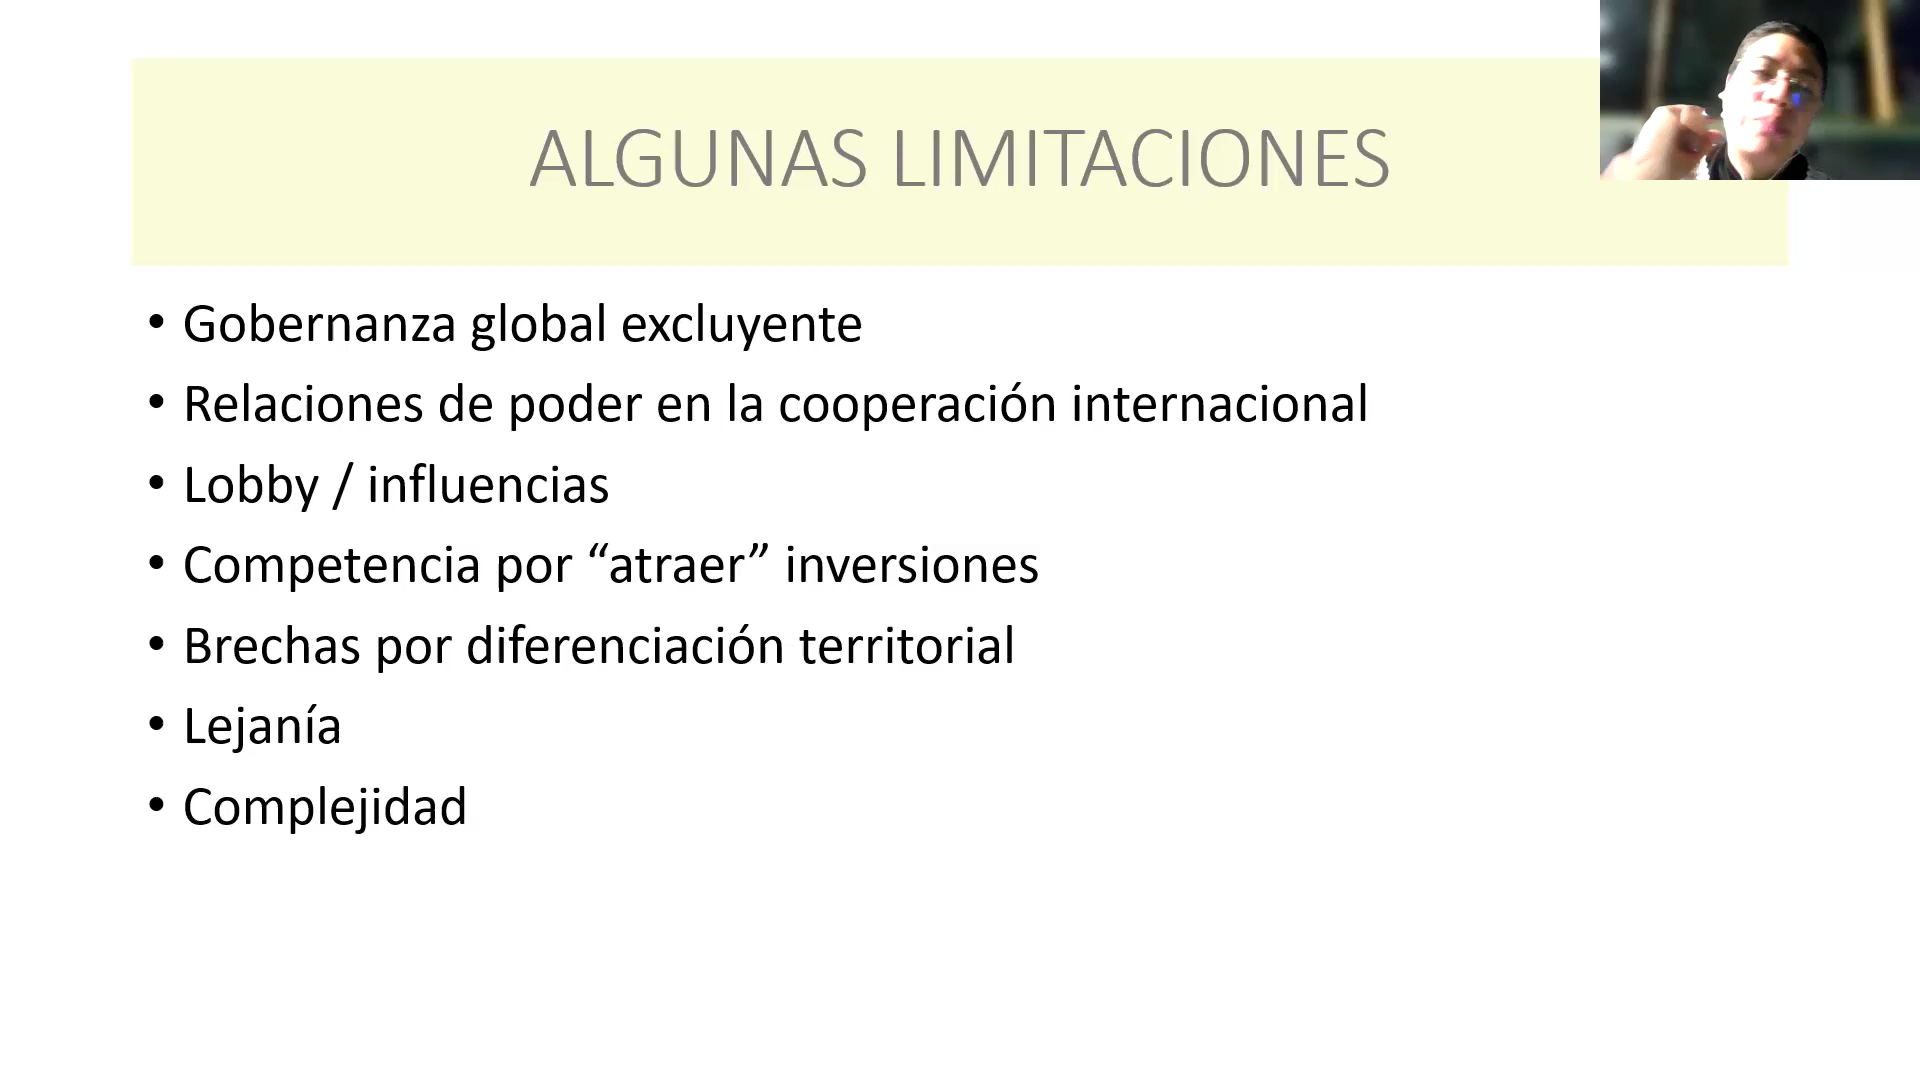 ALGUNAS LIMITACIONES
• Gobernanza global excluyente
• Relaciones de poder en la cooperación internacional
• Lobby / influencias
• Competencia por “atraer” inversiones
• Brechas por diferenciación territorial
• Lejanía
• Complejidad